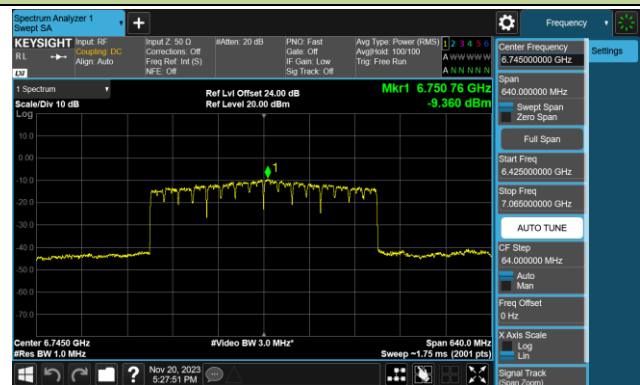 Spectrum Analyzer 1
Swept SA
Frequency
KEYSIGHT
RL
LXI
Input: RF
Coupling: DC
Align: Auto
Input Z: 50 Ω
Corrections: Off
Freq Ref: Int (S)
NFE: Off
#Atten: 20 dB
PNO: Fast
Gate: Off
IF Gain: Low
Sig Track: Off
Avg Type: Power (RMS)
Avg|Hold: 100/100
Trig: Free Run
1 2 3 4 5 6
A W W W W W
A N N N N N
Center Frequency
6.745000000 GHz
Settings
Span
640.000000 MHz
Swept Span
Zero Span
Full Span
Start Freq
6.425000000 GHz
Stop Freq
7.065000000 GHz
AUTO TUNE
CF Step
64.000000 MHz
Auto
Man
Freq Offset
0 Hz
X Axis Scale
Log
Lin
Signal Track
(Span Zoom)
1 Spectrum
Scale/Div 10 dB
Log
Ref Lvl Offset 24.00 dB
Ref Level 20.00 dBm
Mkr1 6.750 76 GHz
-9.360 dBm
10.0
0.00
-10.0
-20.0
-30.0
-40.0
-50.0
-60.0
-70.0
1
Center 6.7450 GHz
#Res BW 1.0 MHz
#Video BW 3.0 MHz*
Span 640.0 MHz
Sweep ~1.75 ms (2001 pts)
Nov 20, 2023
5:27:51 PM